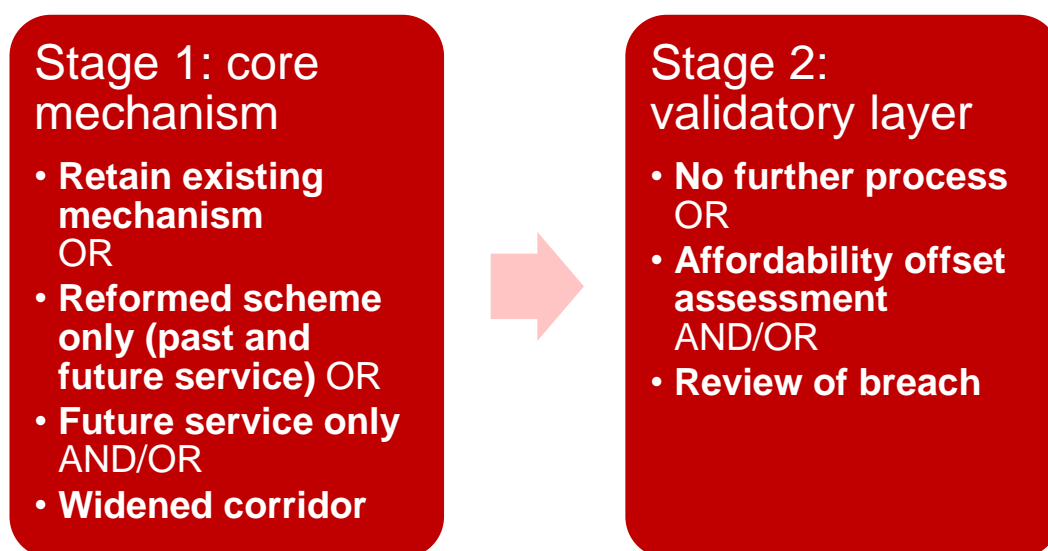 Stage 1: core
mechanism
• Retain existing
mechanism
OR
• Reformed scheme
only (past and
future service) OR
• Future service only
AND/OR
• Widened corridor
Stage 2:
validatory layer
• No further process
OR
• Affordability offset
assessment
AND/OR
• Review of breach